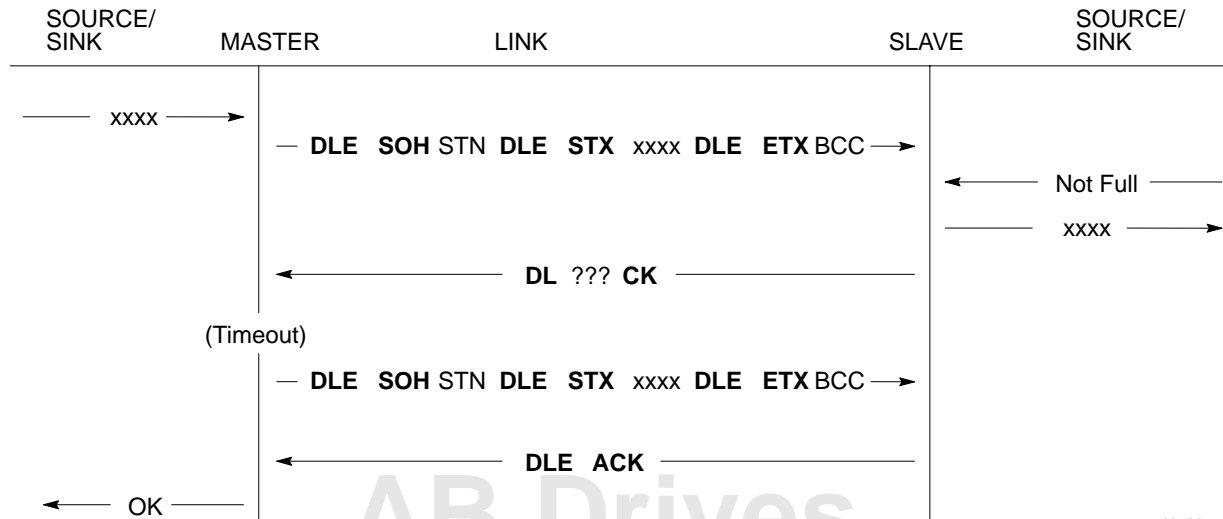 SOURCE/
SINK MASTER LINK SLAVE SOURCE/
SINK
xxxx
DLE SOH STN DLE STX xxxx DLE ETX BCC
Not Full
xxxx
DL ??? CK
(Timeout)
DLE SOH STN DLE STX xxxx DLE ETX BCC
DLE ACK
AB Drives
OK